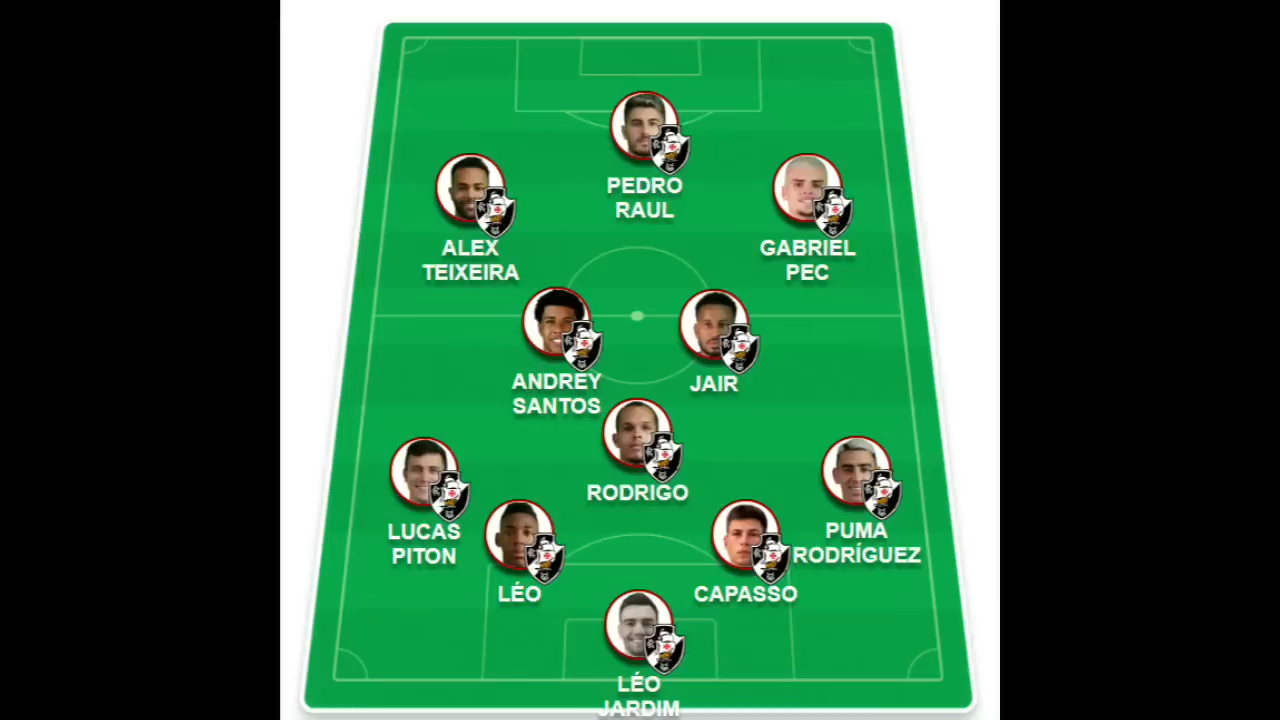 PEDRO
RAUL
ALEX
TEIXEIRA
GABRIEL
PEC
ANDREY
SANTOS
JAIR
RODRIGO
LUCAS
PITON
PUMA
RODRÍGUEZ
LÉO
CAPASSO
LÉO
JARDIM